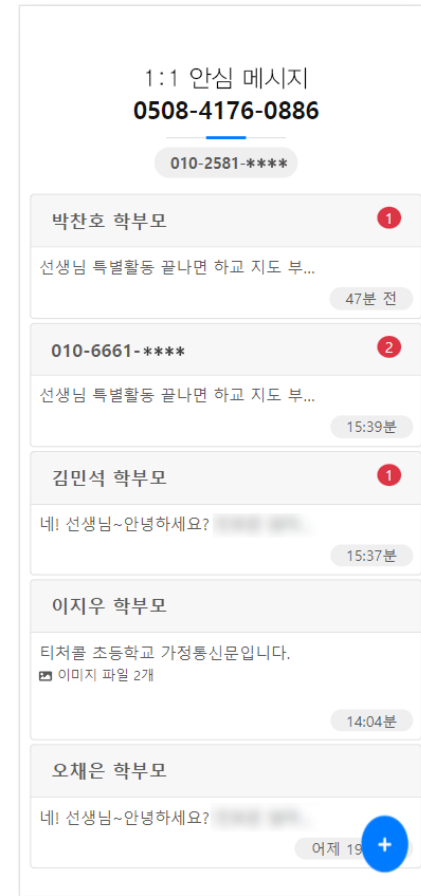 1:1 안심 메시지
0508-4176-0886
010-2581-****
박찬호 학부모
1
선생님 특별활동 끝나면 하교 지도 부...
47분 전
010-6661-****
2
선생님 특별활동 끝나면 하교 지도 부...
15:39분
김민석 학부모
1
네! 선생님~안녕하세요?
15:37분
이지우 학부모
티처콜 초등학교 가정통신문입니다.
이미지 파일 2개
14:04분
오채은 학부모
네! 선생님~안녕하세요?
어제 19
+